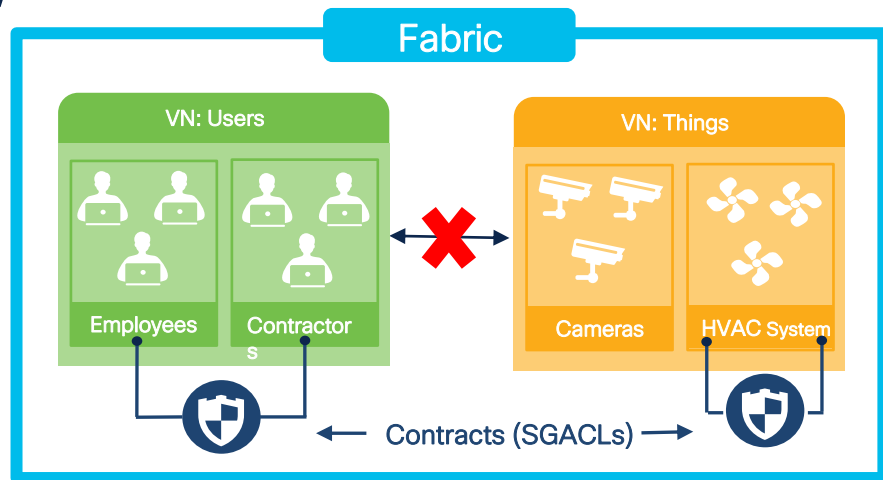 Fabric
VN: Users
VN: Things
Employees
Contractor
s
Cameras
HVAC System
Contracts (SGACLs)